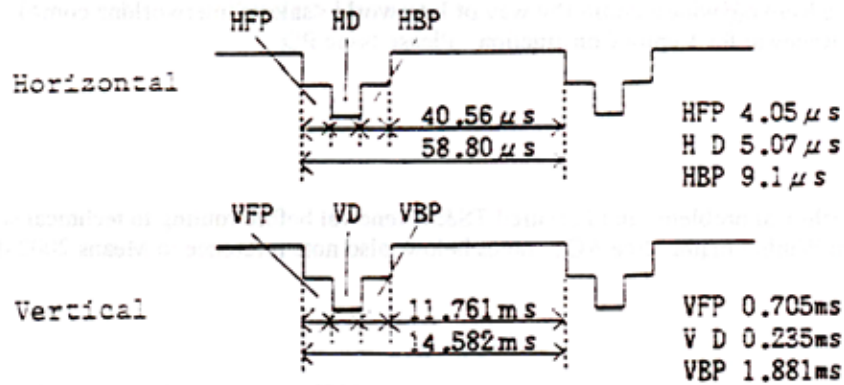 HFP HD HBP
Horizontal
40.56μs
58.80μs
HFP 4.05μs
H D 5.07μs
HBP 9.1μs
VFP VD VBP
Vertical
11.761ms
14.582ms
VFP 0.705ms
V D 0.235ms
VBP 1.881ms